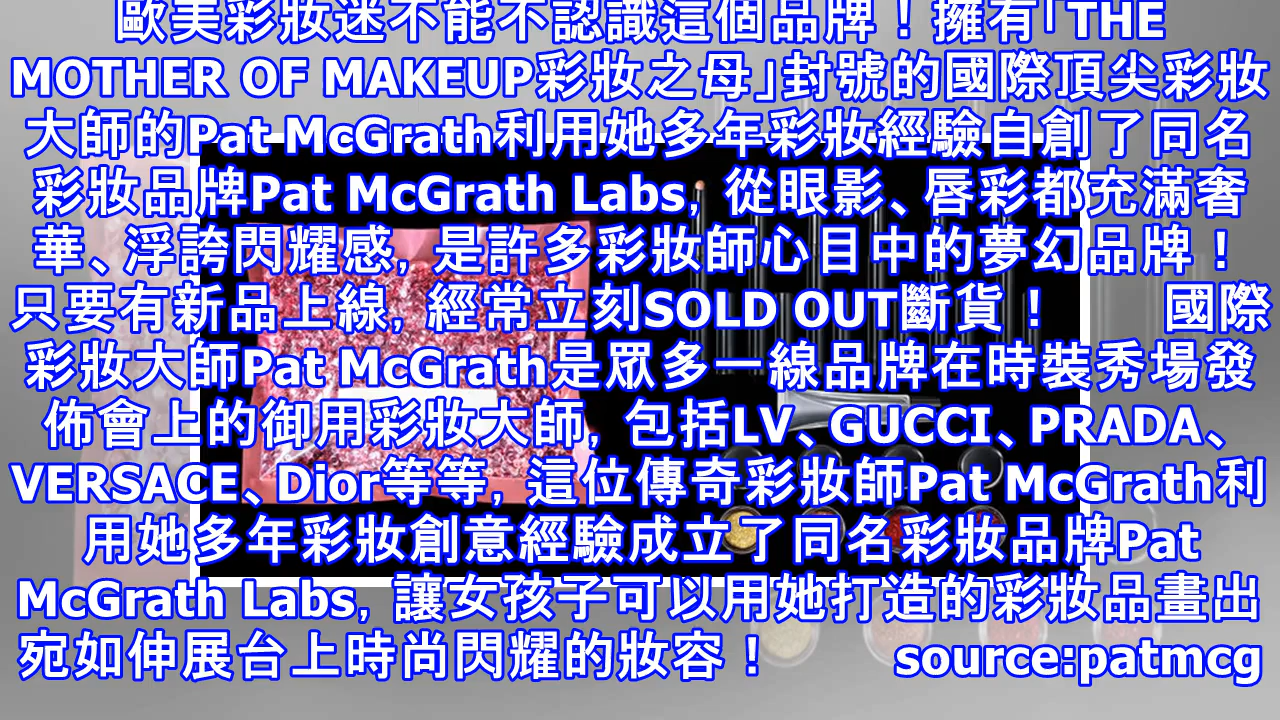 歐美彩妝迷不能不認識這個品牌！擁有「THE
MOTHER OF MAKEUP彩妝之母」封號的國際頂尖彩妝
大師的Pat McGrath利用她多年彩妝經驗自創了同名
彩妝品牌Pat McGrath Labs，從眼影、唇彩都充滿奢
華、浮誇閃耀感，是許多彩妝師心目中的夢幻品牌！
只要有新品上線，經常立刻SOLD OUT斷貨！　　國際
彩妝大師Pat McGrath是眾多一線品牌在時裝秀場發
佈會上的御用彩妝大師，包括LV、GUCCI、PRADA、
VERSACE、Dior等等，這位傳奇彩妝師Pat McGrath利
用她多年彩妝創意經驗成立了同名彩妝品牌Pat
McGrath Labs，讓女孩子可以用她打造的彩妝品畫出
宛如伸展台上時尚閃耀的妝容！　　source:patmcg